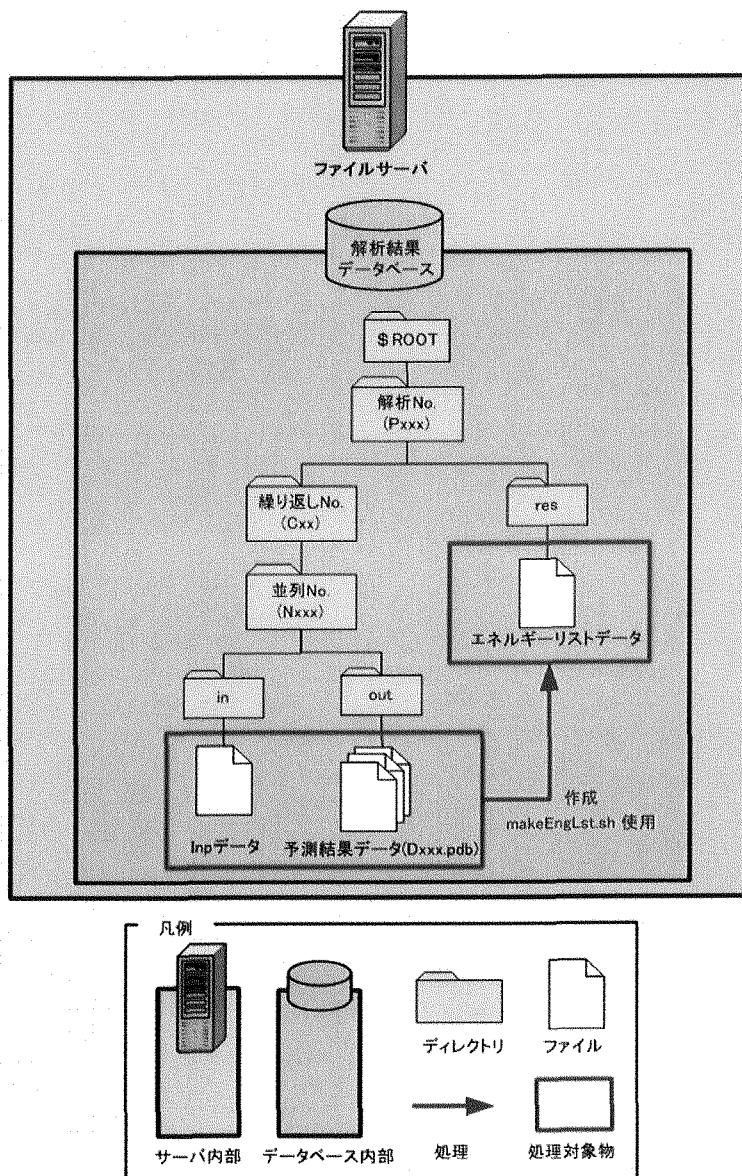 ファイルサーバ
解析結果
データベース
$ROOT
解析No.
(Pxxx)
繰り返しNo.
(Cxx)
res
並列No.
(Nxxx)
エネルギーリストデータ
in
out
作成
makeEngLst.sh 使用
Inpデータ
予測結果データ(Dxxx.pdb)
凡例
ディレクトリ
ファイル
サーバ内部
データベース内部
処理
処理対象物